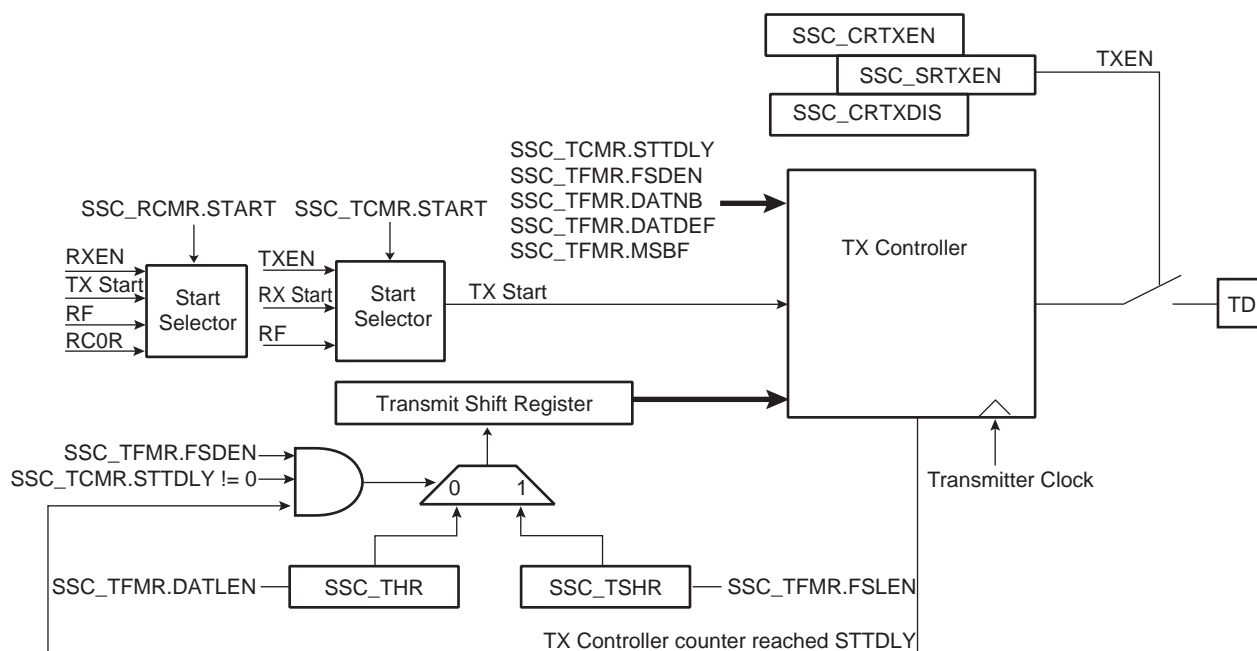 SSC_CRTXEN
SSC_SRTXEN
TXEN
SSC_CRTXDIS
SSC_TCMR.STTDLY
SSC_TFMR.FSDEN
SSC_TFMR.DATNB
SSC_TFMR.DATDEF
SSC_TFMR.MSBF
SSC_RCMR.START
SSC_TCMR.START
RXEN
TX Start
RF
RC0R
Start
Selector
TXEN
RX Start
RF
Start
Selector
TX Start
TX Controller
TD
Transmit Shift Register
SSC_TFMR.FSDEN
SSC_TCMR.STTDLY != 0
0
1
Transmitter Clock
SSC_TFMR.DATLEN
SSC_THR
SSC_TSHR
SSC_TFMR.FSLEN
TX Controller counter reached STTDLY